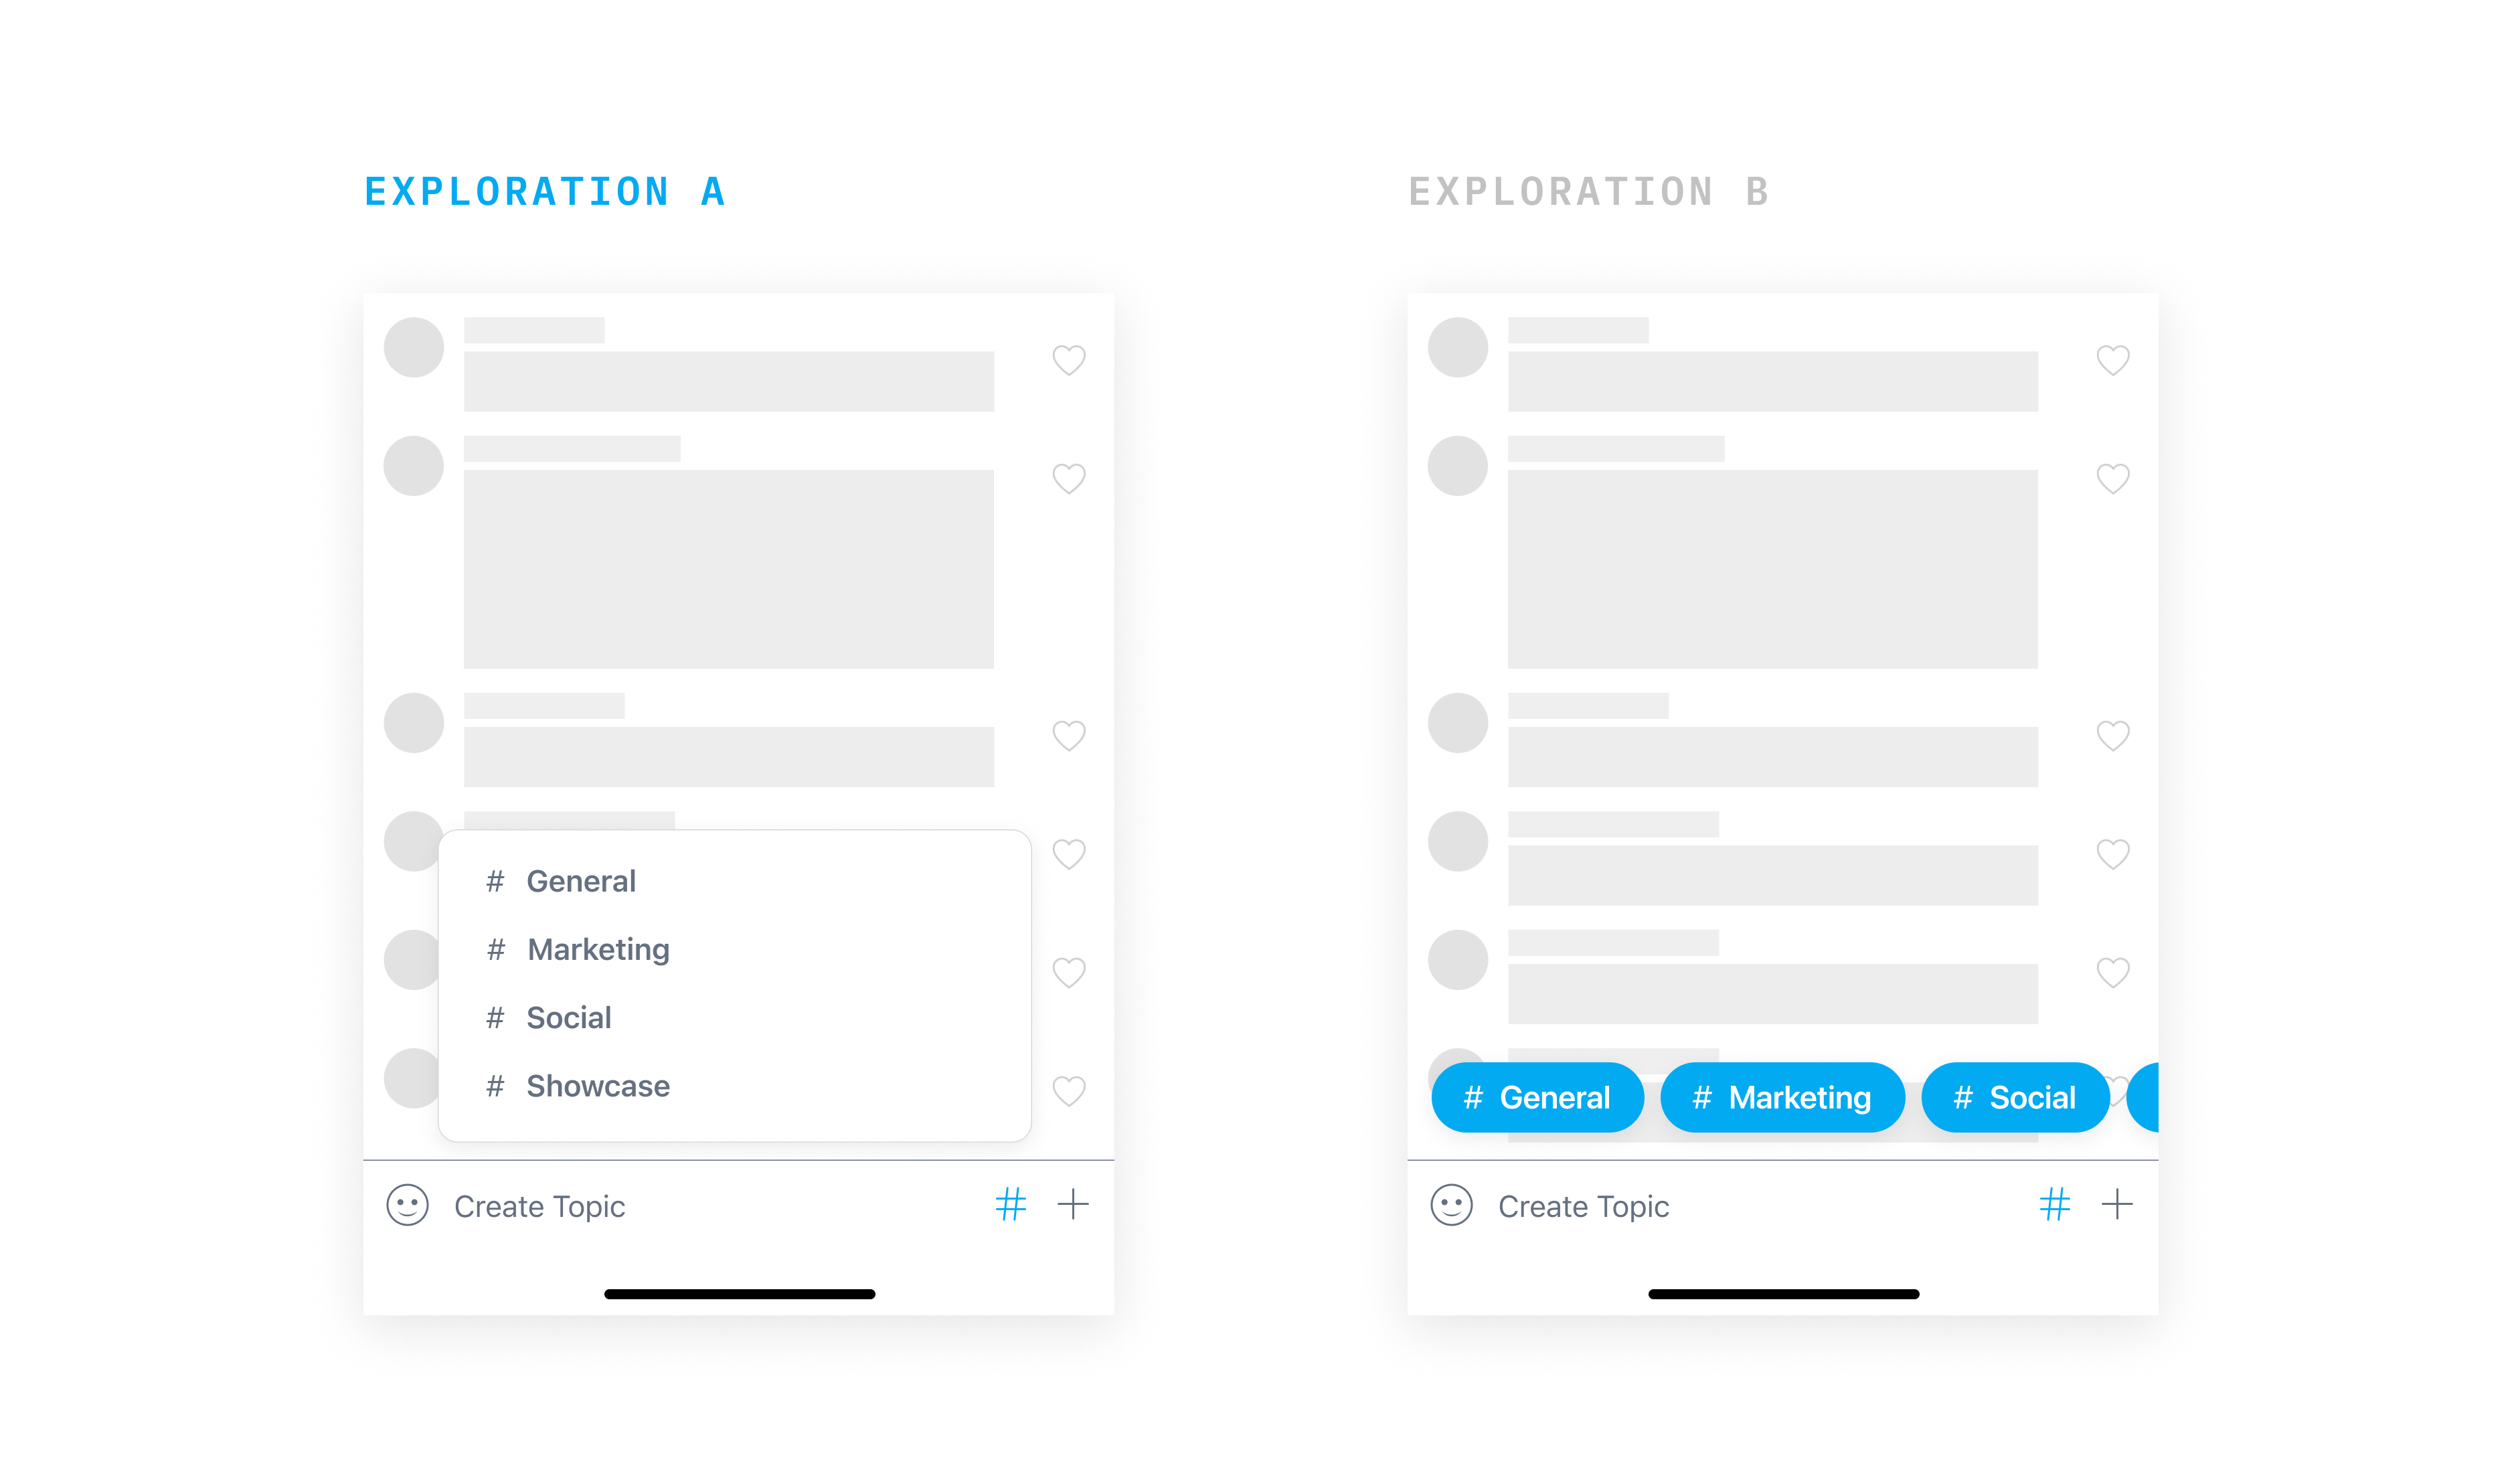 EXPLORATION A
# General
# Marketing
# Social
# Showcase
Create Topic #
EXPLORATION B
# General
# Marketing
# Social
Create Topic #